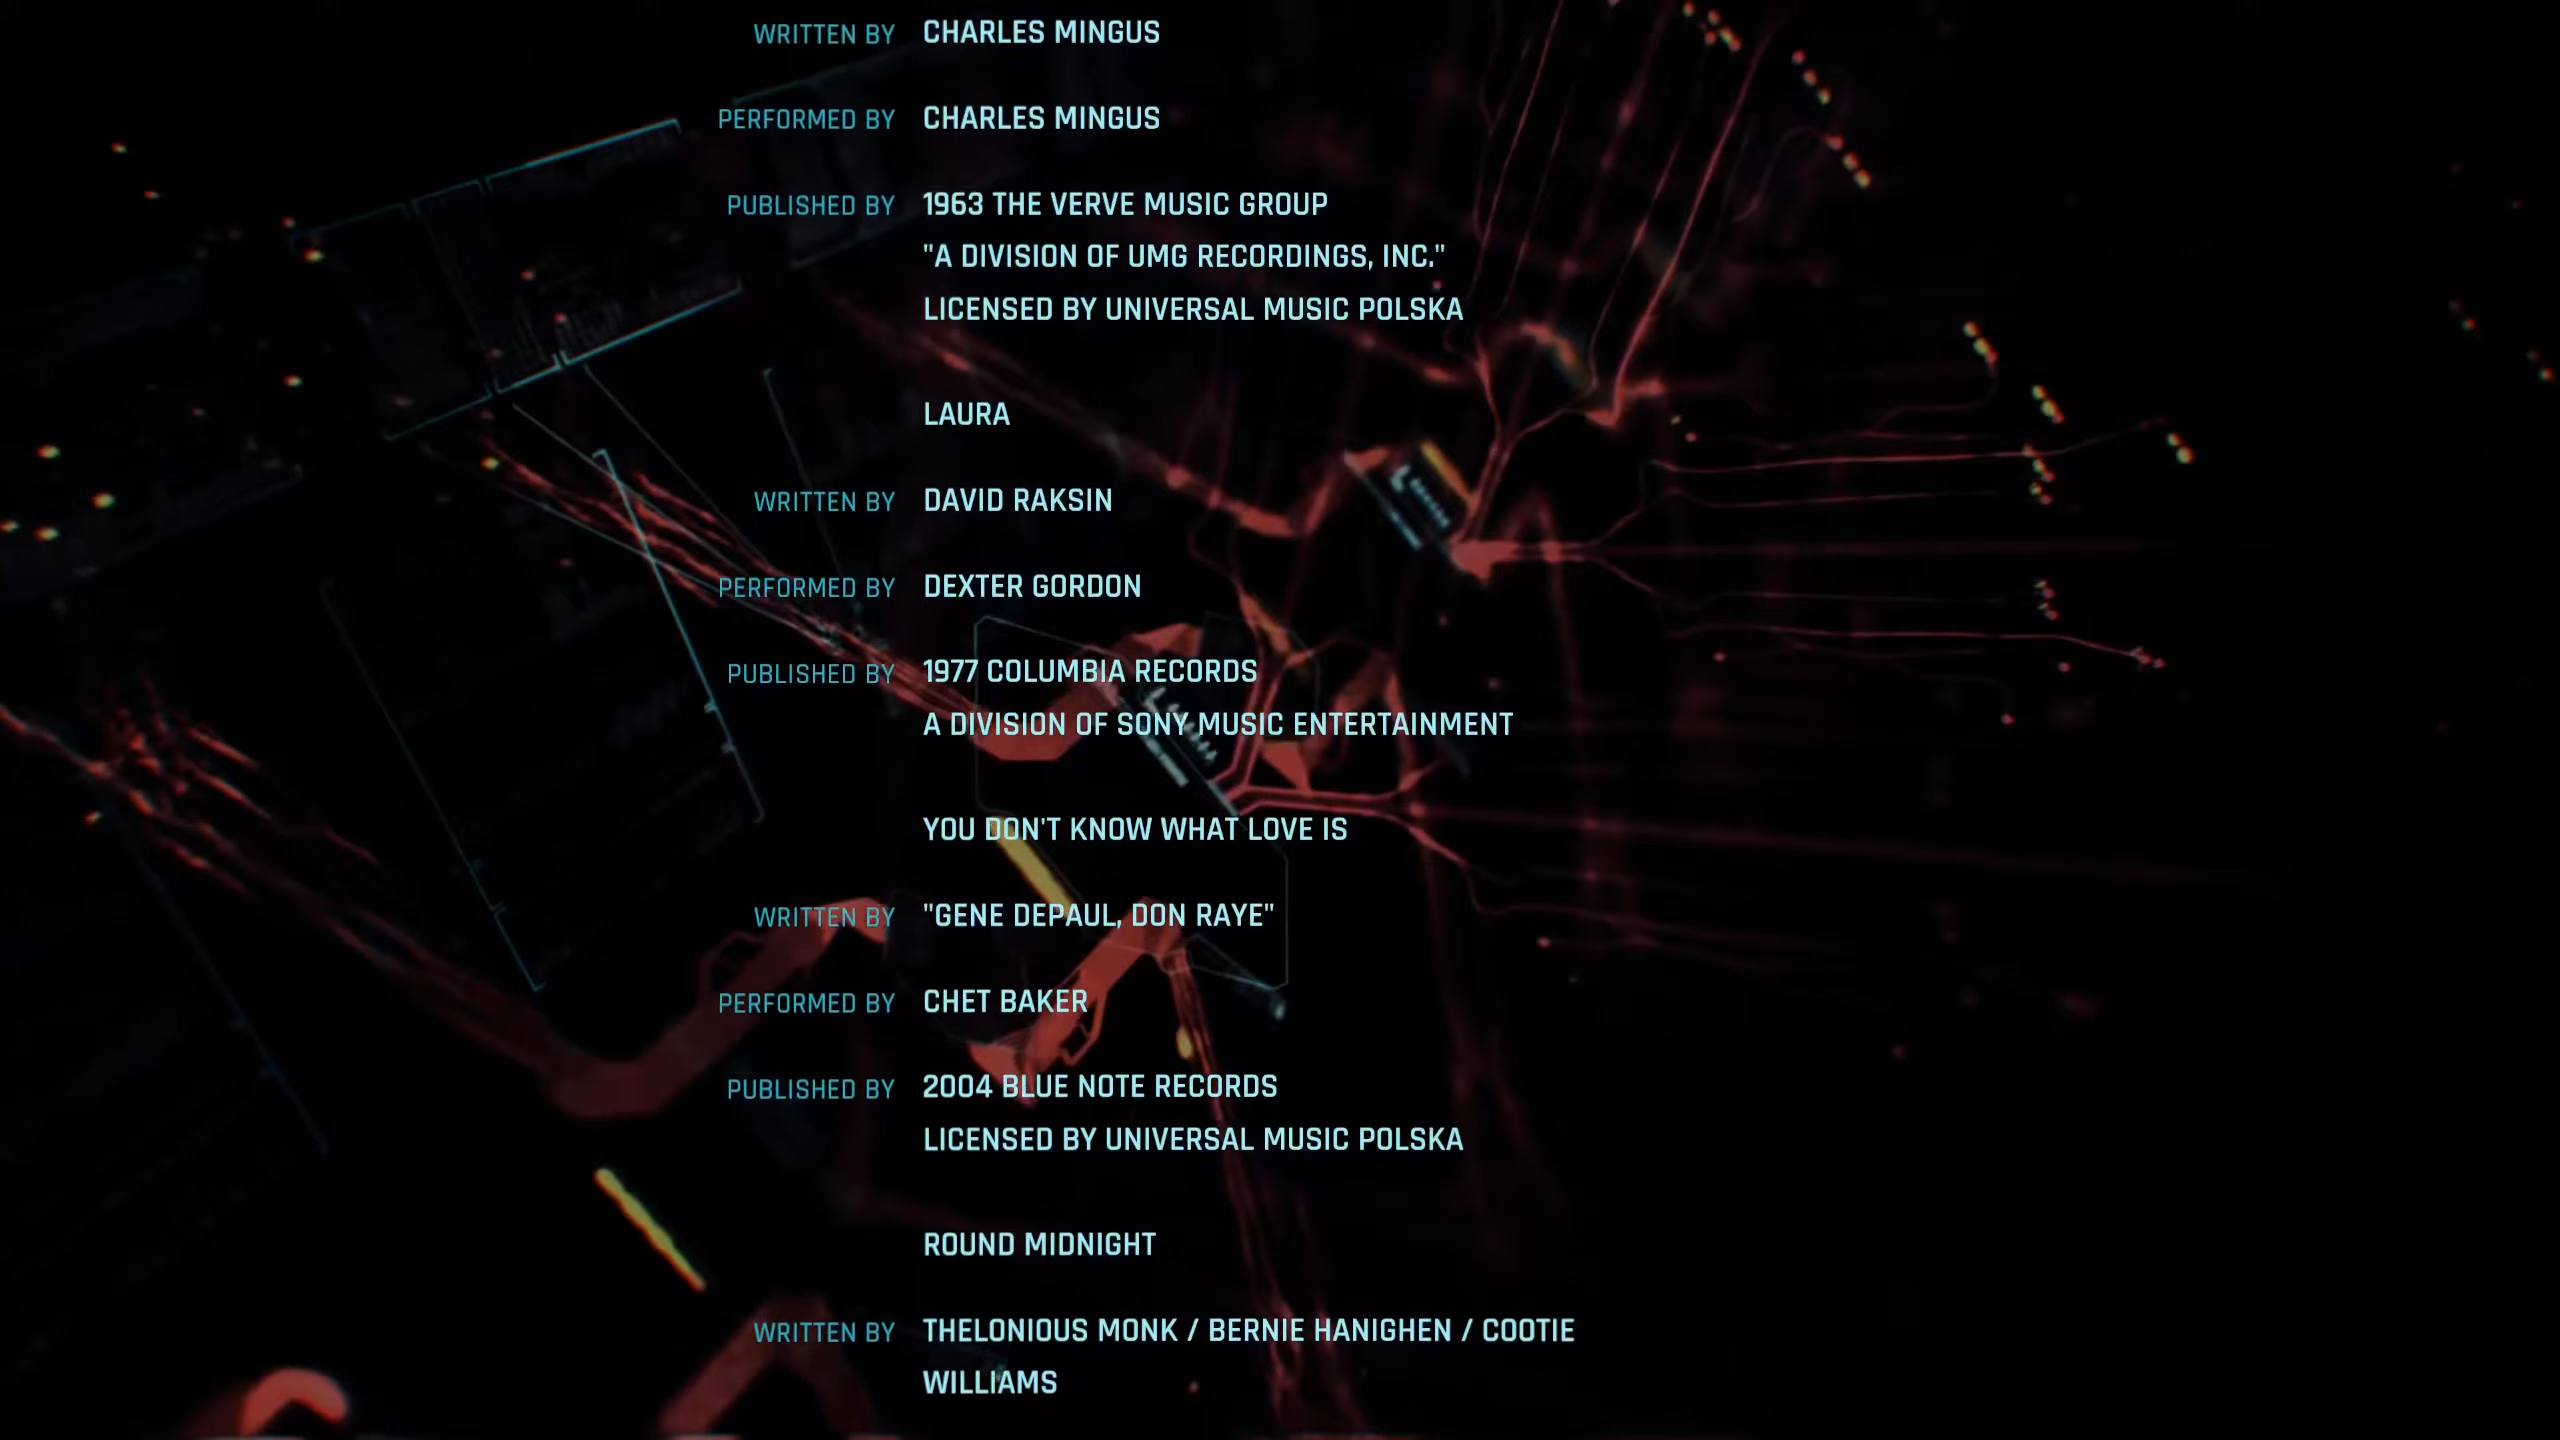 WRITTEN BY CHARLES MINGUS
PERFORMED BY CHARLES MINGUS
PUBLISHED BY 1963 THE VERVE MUSIC GROUP
"A DIVISION OF UMG RECORDINGS, INC."
LICENSED BY UNIVERSAL MUSIC POLSKA
LAURA
WRITTEN BY DAVID RAKSIN
PERFORMED BY DEXTER GORDON
PUBLISHED BY 1977 COLUMBIA RECORDS
A DIVISION OF SONY MUSIC ENTERTAINMENT
YOU DON'T KNOW WHAT LOVE IS
WRITTEN BY "GENE DEPAUL, DON RAYE"
PERFORMED BY CHET BAKER
PUBLISHED BY 2004 BLUE NOTE RECORDS
LICENSED BY UNIVERSAL MUSIC POLSKA
ROUND MIDNIGHT
WRITTEN BY THELONIOUS MONK / BERNIE HANIGHEN / COOTIE
WILLIAMS